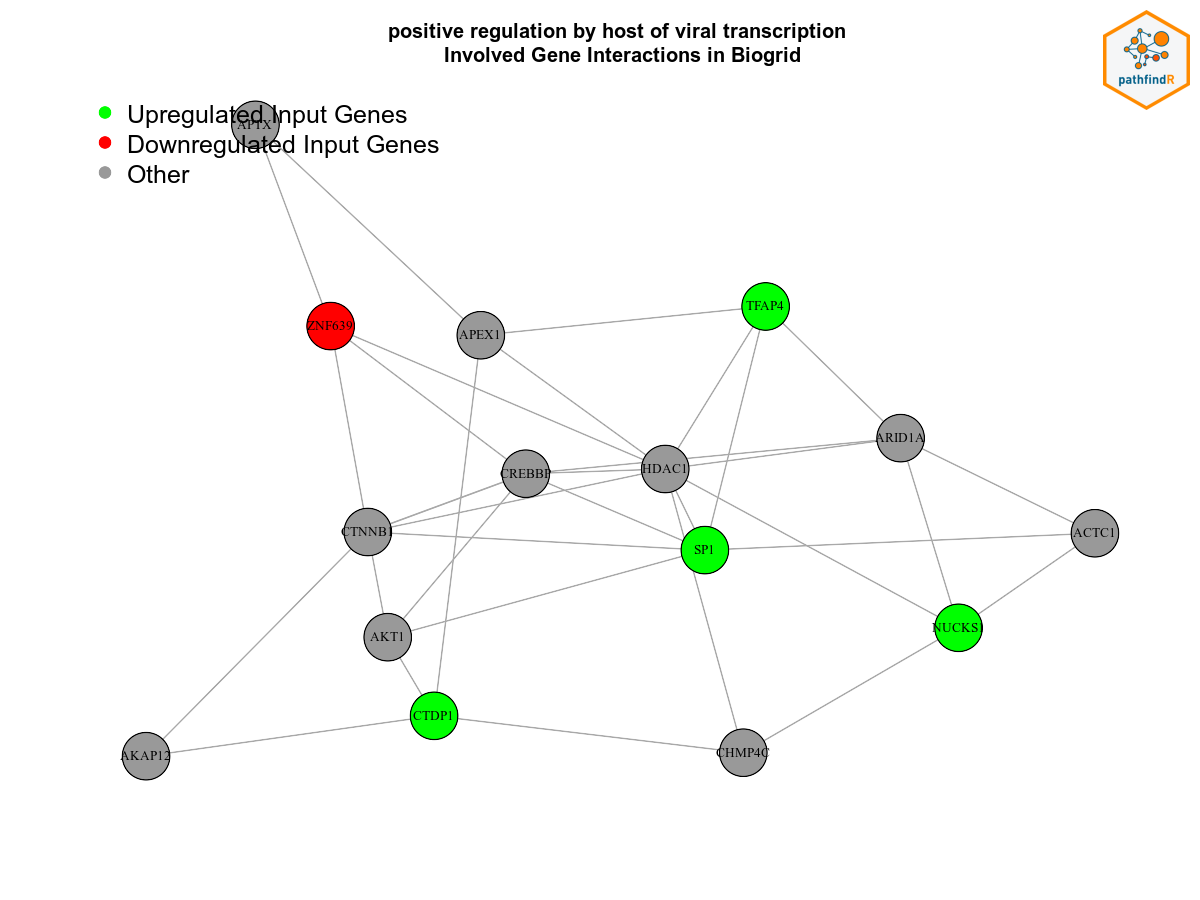 positive regulation by host of viral transcription
Involved Gene Interactions in Biogrid
pathfindR
Upregulated Input Genes
APTX
Downregulated Input Genes
Other
TFAP4
ZNF639
APEX1
ARID1A
HDAC1
CREBBP
CTNNB1
ACTC1
SP1
NUCKS1
AKT1
CTDP1
CHMP4C
AKAP12